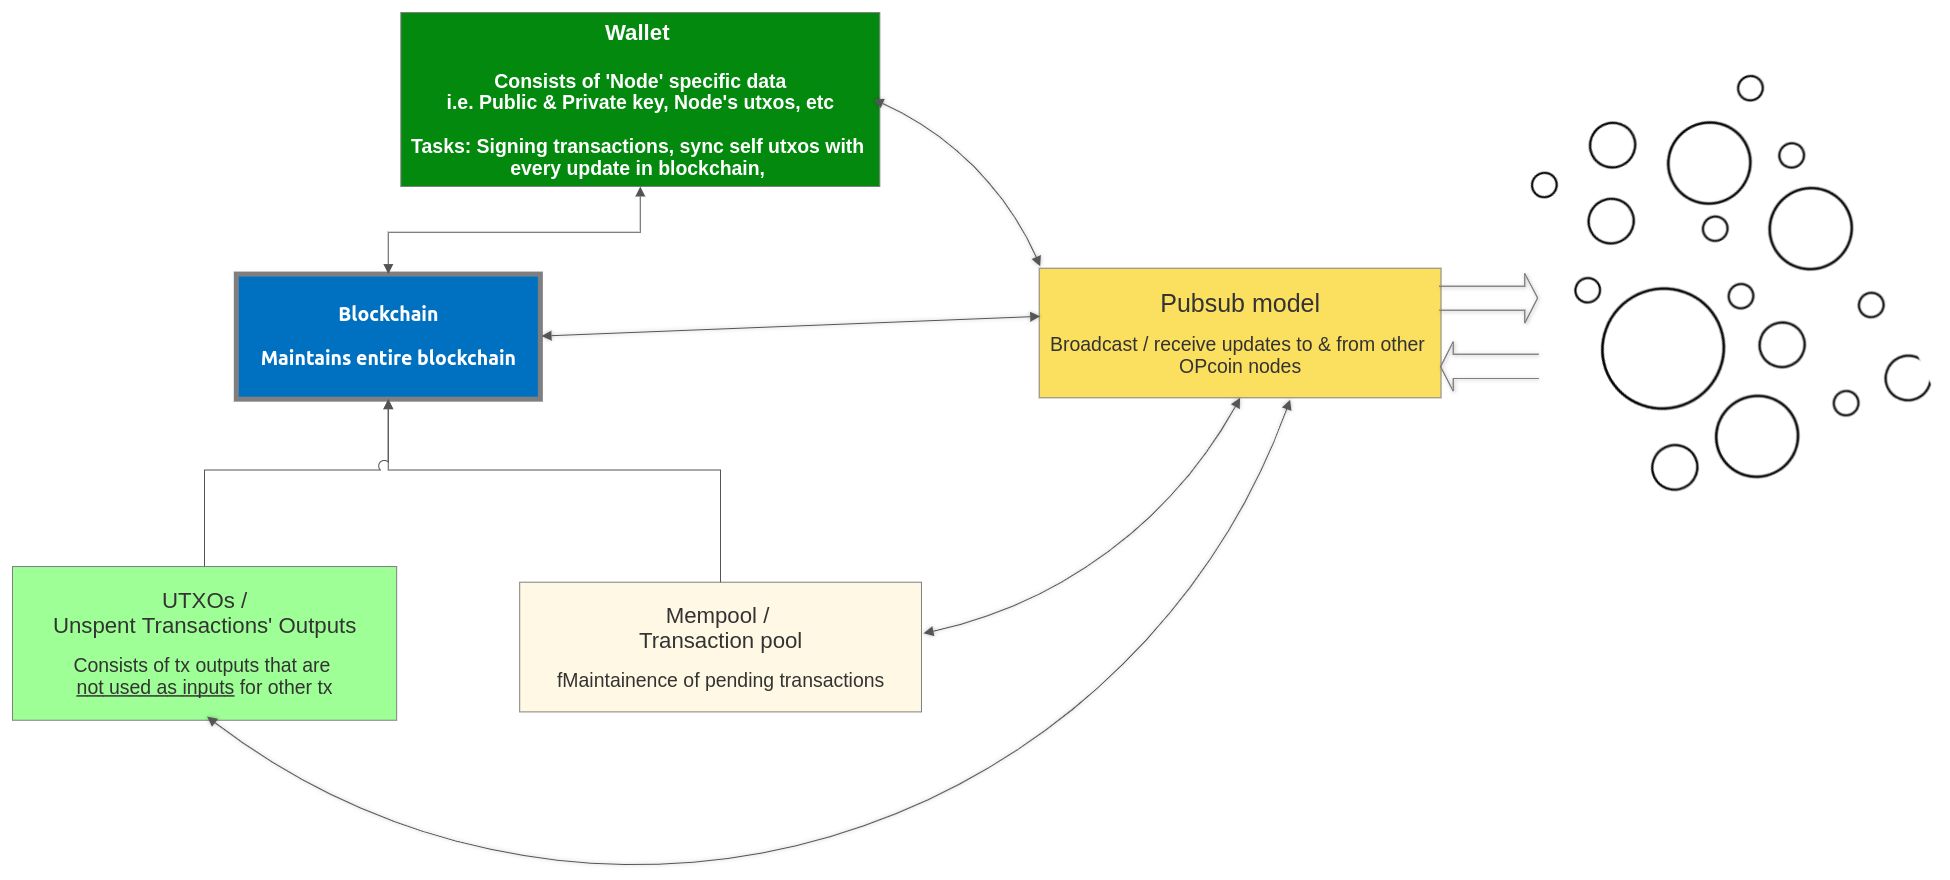 Wallet
Consists of 'Node' specific data
i.e. Public & Private key, Node's utxos, etc
Tasks: Signing transactions, sync self utxos with
every update in blockchain,
Blockchain
Maintains entire blockchain
Pubsub model
Broadcast / receive updates to & from other
OPcoin nodes
UTXOs /
Unspent Transactions' Outputs
Consists of tx outputs that are
not used as inputs for other tx
Mempool /
Transaction pool
fMaintainence of pending transactions